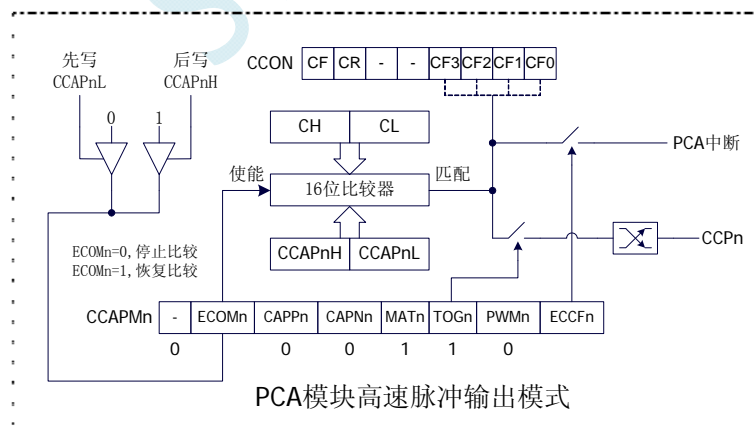 先写
CCAPnL
后写
CCAPnH
0
1
CCON CF CR - - CF3 CF2 CF1 CF0
CH CL
PCA中断
使能
16位比较器
匹配
CCPn
ECOMn=0,停止比较
ECOMn=1,恢复比较
CCAPnH CCAPnL
CCAPMn - ECOMn CAPPn CAPNn MATn TOGn PWMn ECCFn
0 0 0 1 1 0
PCA模块高速脉冲输出模式